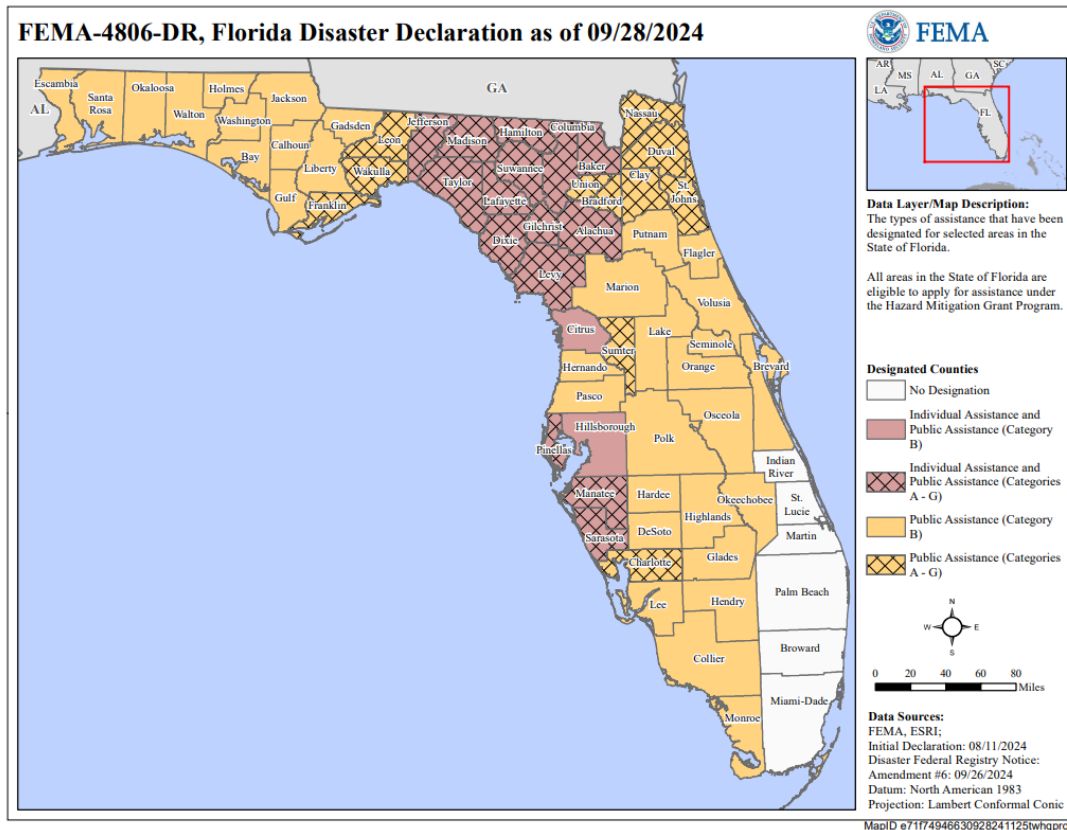 FEMA-4806-DR, Florida Disaster Declaration as of 09/28/2024
FEMA
AL
GA
Escambia
Santa
Rosa
Okaloosa
Walton
Holmes
Washington
Jackson
Bay
Calhoun
Gulf
Liberty
Gadsden
Franklin
Leon
Wakulla
Jefferson
Madison
Taylor
Hamilton
Suwannee
Lafayette
Columbia
Baker
Union
Bradford
Gilchrist
Dixie
Alachua
Levy
Nassau
Duval
Clay
St.
Johns
Putnam
Flagler
Marion
Volusia
Citrus
Sumter
Lake
Seminole
Orange
Brevard
Hernando
Pasco
Osceola
Hillsborough
Pinellas
Polk
Indian
River
Manatee
Hardee
Okeechobee
St.
Lucie
Highlands
Sarasota
DeSoto
Martin
Charlotte
Glades
Lee
Hendry
Palm Beach
Collier
Broward
Monroe
Miami-Dade
AR
MS
AL
GA
SC
LA
FL
Data Layer/Map Description:
The types of assistance that have been
designated for selected areas in the
State of Florida.
All areas in the State of Florida are
eligible to apply for assistance under
the Hazard Mitigation Grant Program.
Designated Counties
No Designation
Individual Assistance and
Public Assistance (Category
B)
Individual Assistance and
Public Assistance (Categories
A - G)
Public Assistance (Category
B)
Public Assistance (Categories
A - G)
N
W
E
S
0 20 40 60 80
Miles
Data Sources:
FEMA, ESRI;
Initial Declaration: 08/11/2024
Disaster Federal Registry Notice:
Amendment #6: 09/26/2024
Datum: North American 1983
Projection: Lambert Conformal Conic
MapID e71f74946630928241125twhqpro